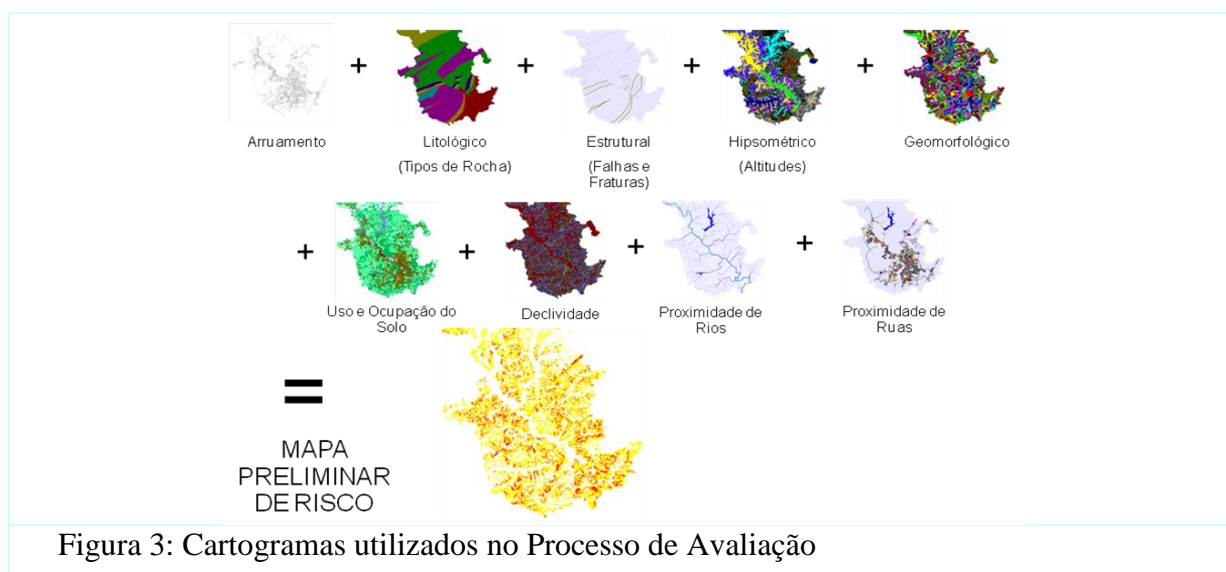 + + + +
Arruamento Litológico Estrutural Hipsométrico Geomorfológico
(Tipos de Rocha) (Falhas e (Altitudes)
Fraturas)
+ + + +
Uso e Ocupação do Declividade Proximidade de Proximidade de
Solo Rios Ruas
=
MAPA
PRELIMINAR
DE RISCO
Figura 3: Cartogramas utilizados no Processo de Avaliação